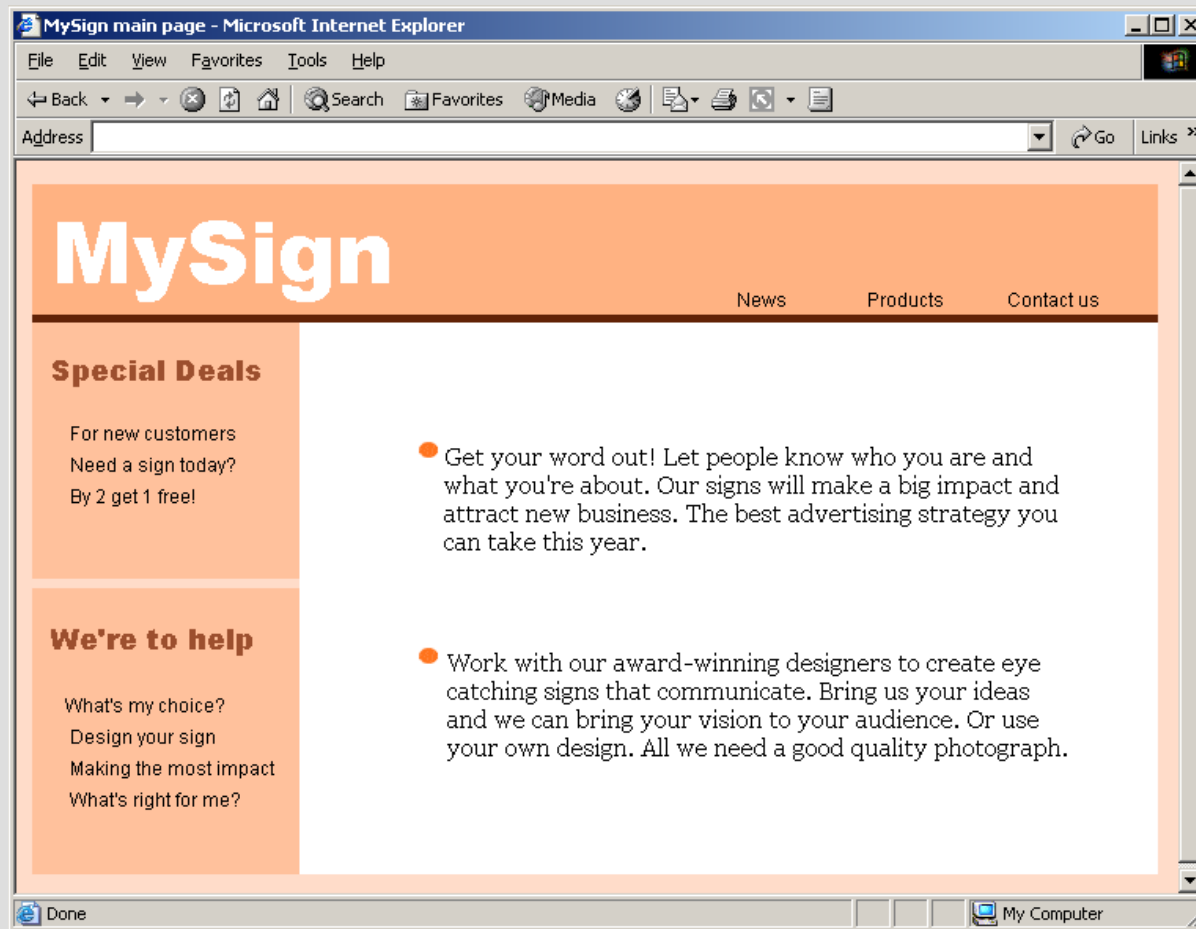 MySign main page - Microsoft Internet Explorer
File Edit View Favorites Tools Help
Back Search Favorites Media
Address Go Links »
MySign
News Products Contact us
Special Deals
For new customers
Need a sign today?
By 2 get 1 free!
Get your word out! Let people know who you are and
what you're about. Our signs will make a big impact and
attract new business. The best advertising strategy you
can take this year.
We're to help
What's my choice?
Design your sign
Making the most impact
What's right for me?
Work with our award-winning designers to create eye
catching signs that communicate. Bring us your ideas
and we can bring your vision to your audience. Or use
your own design. All we need a good quality photograph.
Done My Computer